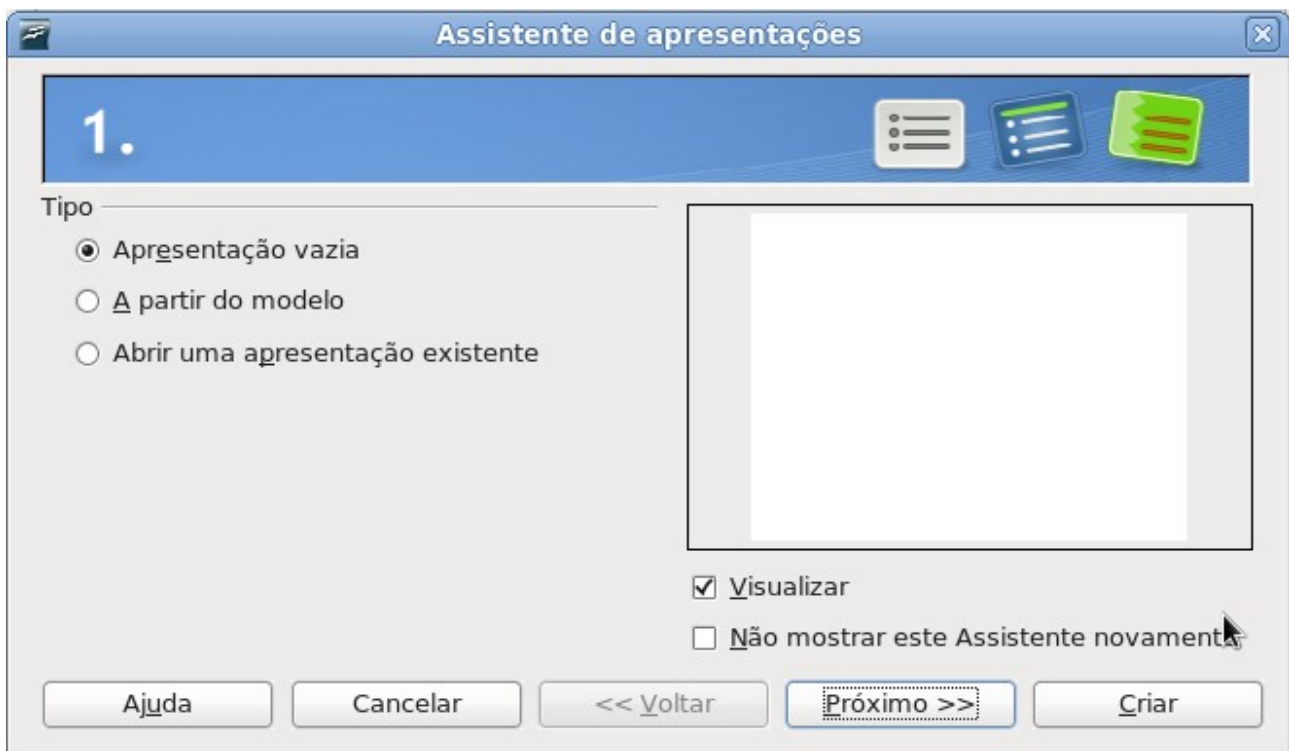 Assistente de apresentações
1.
Tipo
Apresentação vazia
A partir do modelo
Abrir uma apresentação existente
Visualizar
Não mostrar este Assistente novamente
Ajuda Cancelar << Voltar Próximo >> Criar